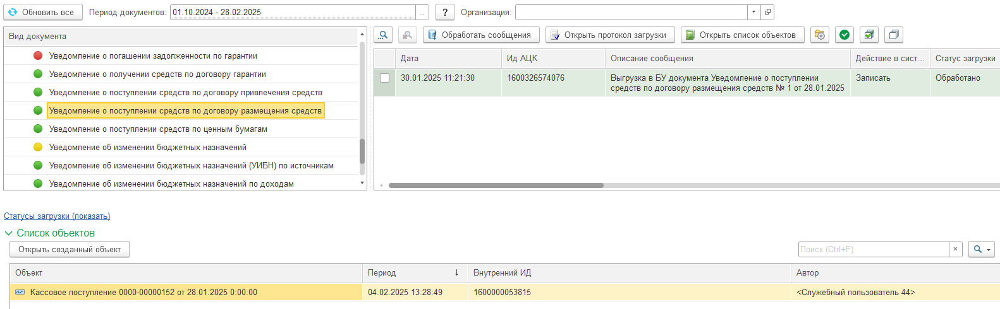 Обновить все Период документов: 01.10.2024 - 28.02.2025 ... ? Организация:
Вид документа
Уведомление о погашении задолженности по гарантии
Уведомление о получении средств по договору гарантии
Уведомление о поступлении средств по договору привлечения средств
Уведомление о поступлении средств по договору размещения средств
Уведомление о поступлении средств по ценным бумагам
Уведомление об изменении бюджетных назначений
Уведомление об изменении бюджетных назначений (УИБН) по источникам
Уведомление об изменении бюджетных назначений по доходам
Обработать сообщения Открыть протокол загрузки Открыть список объектов
Дата Ид АЦК Описание сообщения Действие в сист... Статус загрузки
30.01.2025 11:21:30 1600326574076 Выгрузка в БУ документа Уведомление о поступлении Записать Обработано
средств по договору размещения средств № 1 от 28.01.2025
Статусы загрузки (показать)
Список объектов
Открыть созданный объект Поиск (Ctrl+F) ×
Объект Период ↓ Внутренний ИД Автор
Кассовое поступление 0000-00000152 от 28.01.2025 0:00:00 04.02.2025 13:28:49 1600000053815 <Служебный пользователь 44>